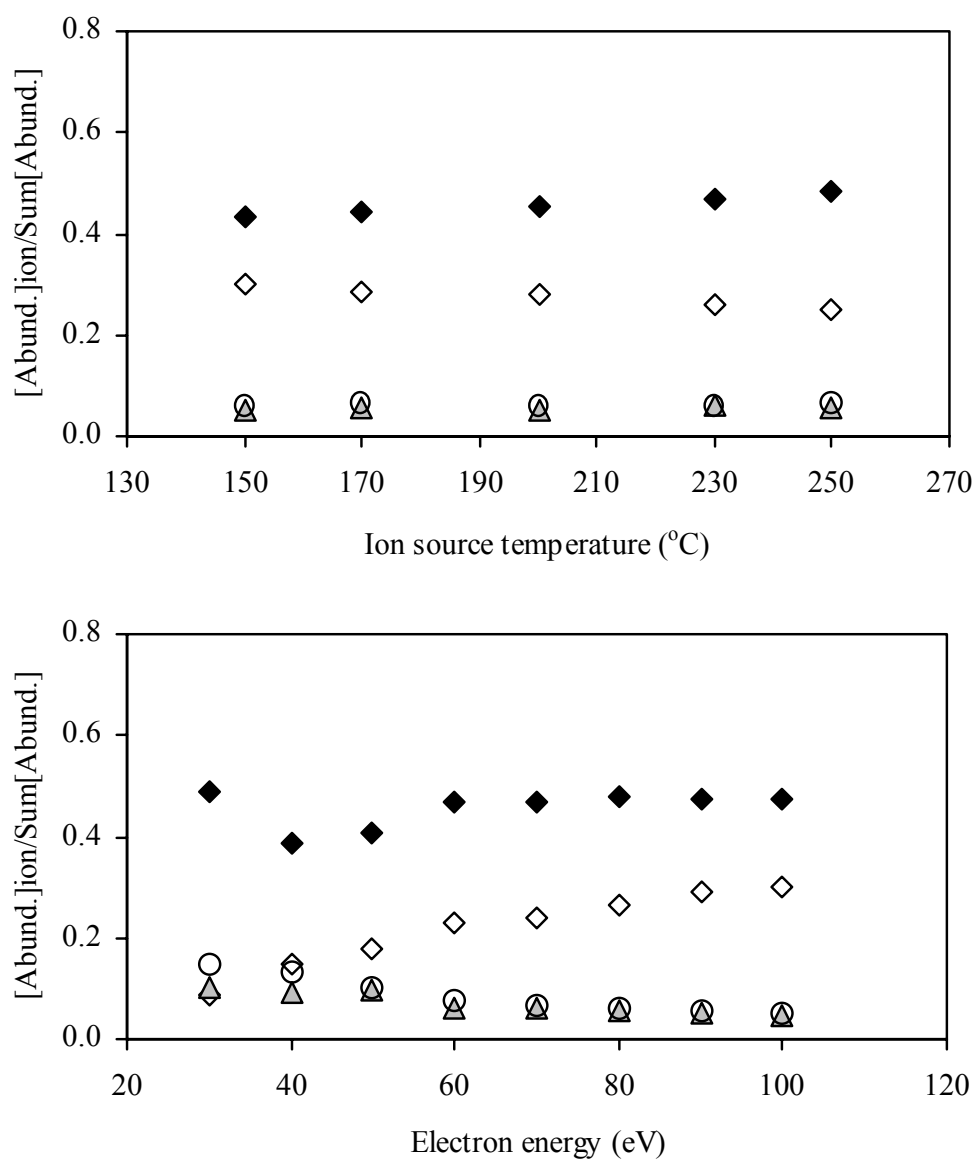 [Abund.]ion/Sum[Abund.]
0.8
0.6
0.4
0.2
0.0
130 150 170 190 210 230 250 270
Ion source temperature (°C)
[Abund.]ion/Sum[Abund.]
0.8
0.6
0.4
0.2
0.0
20 40 60 80 100 120
Electron energy (eV)